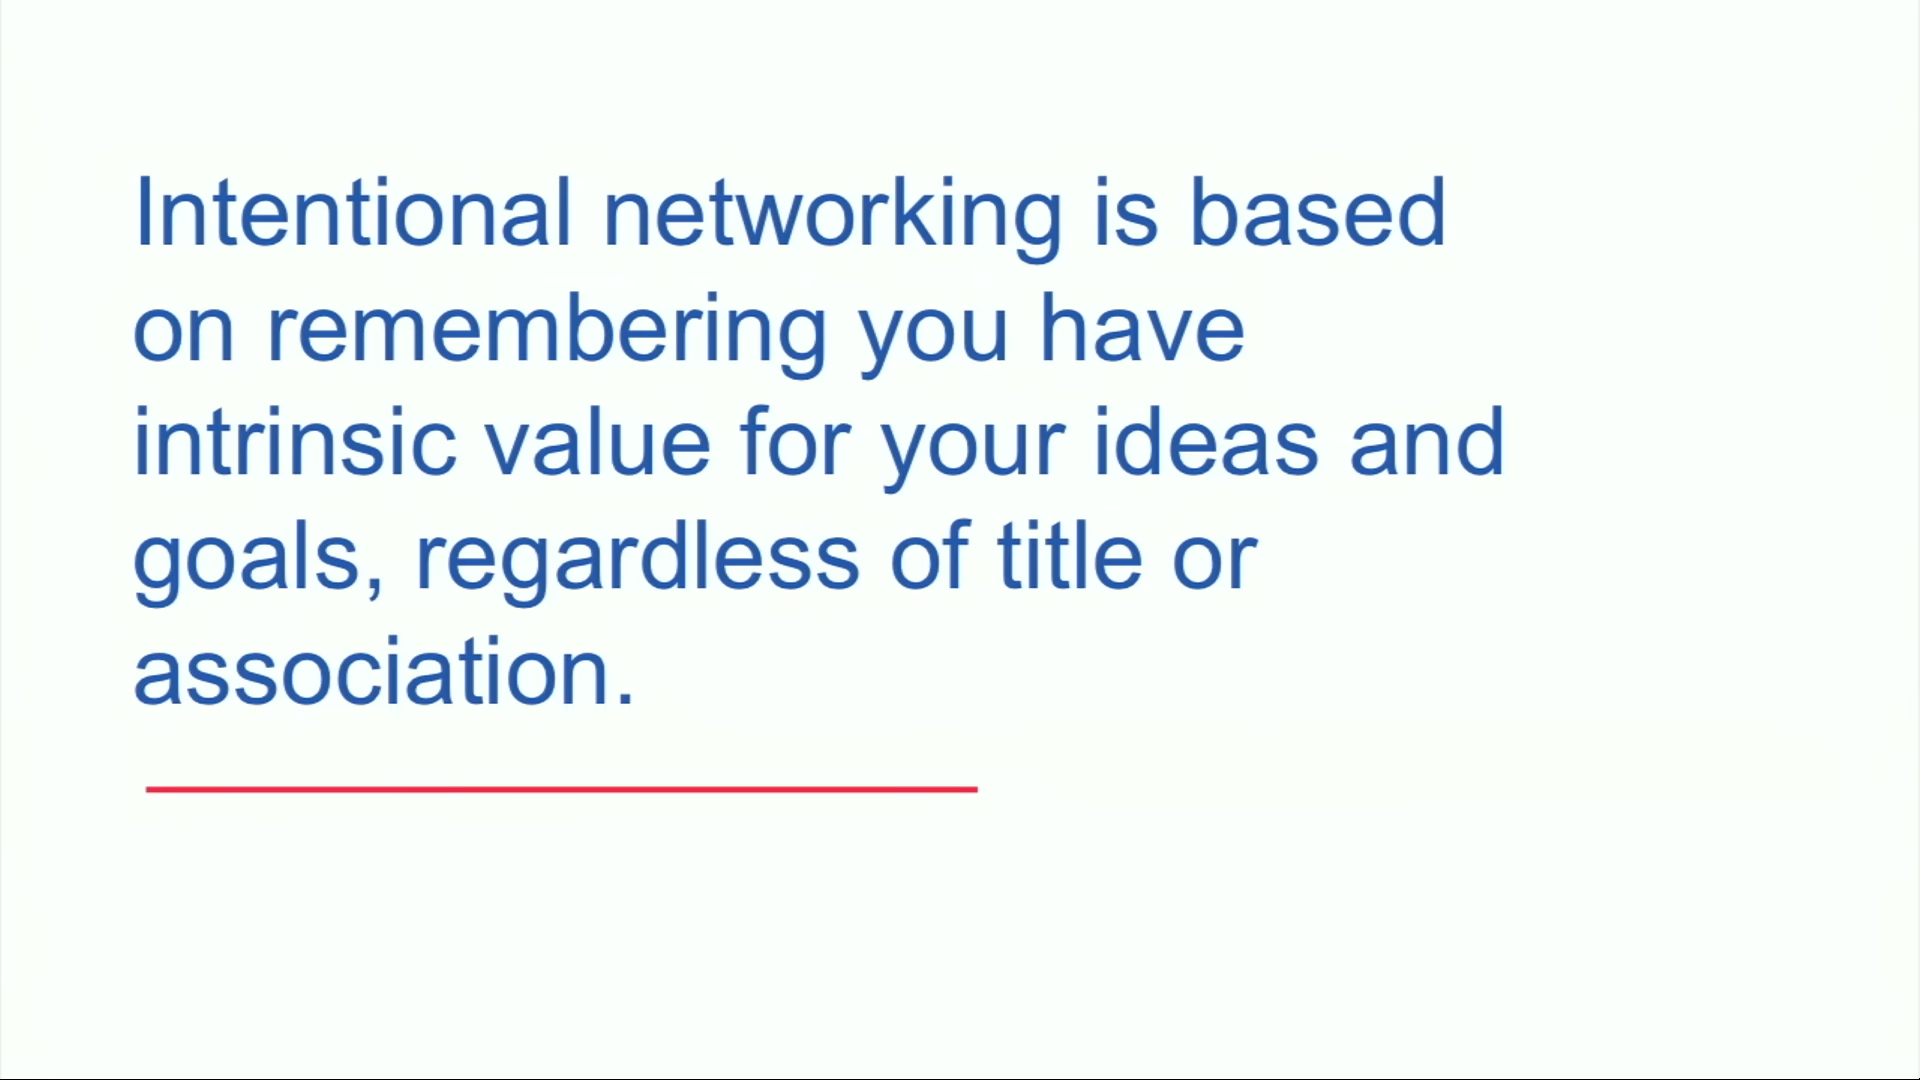 Intentional networking is based
on remembering you have
intrinsic value for your ideas and
goals, regardless of title or
association.